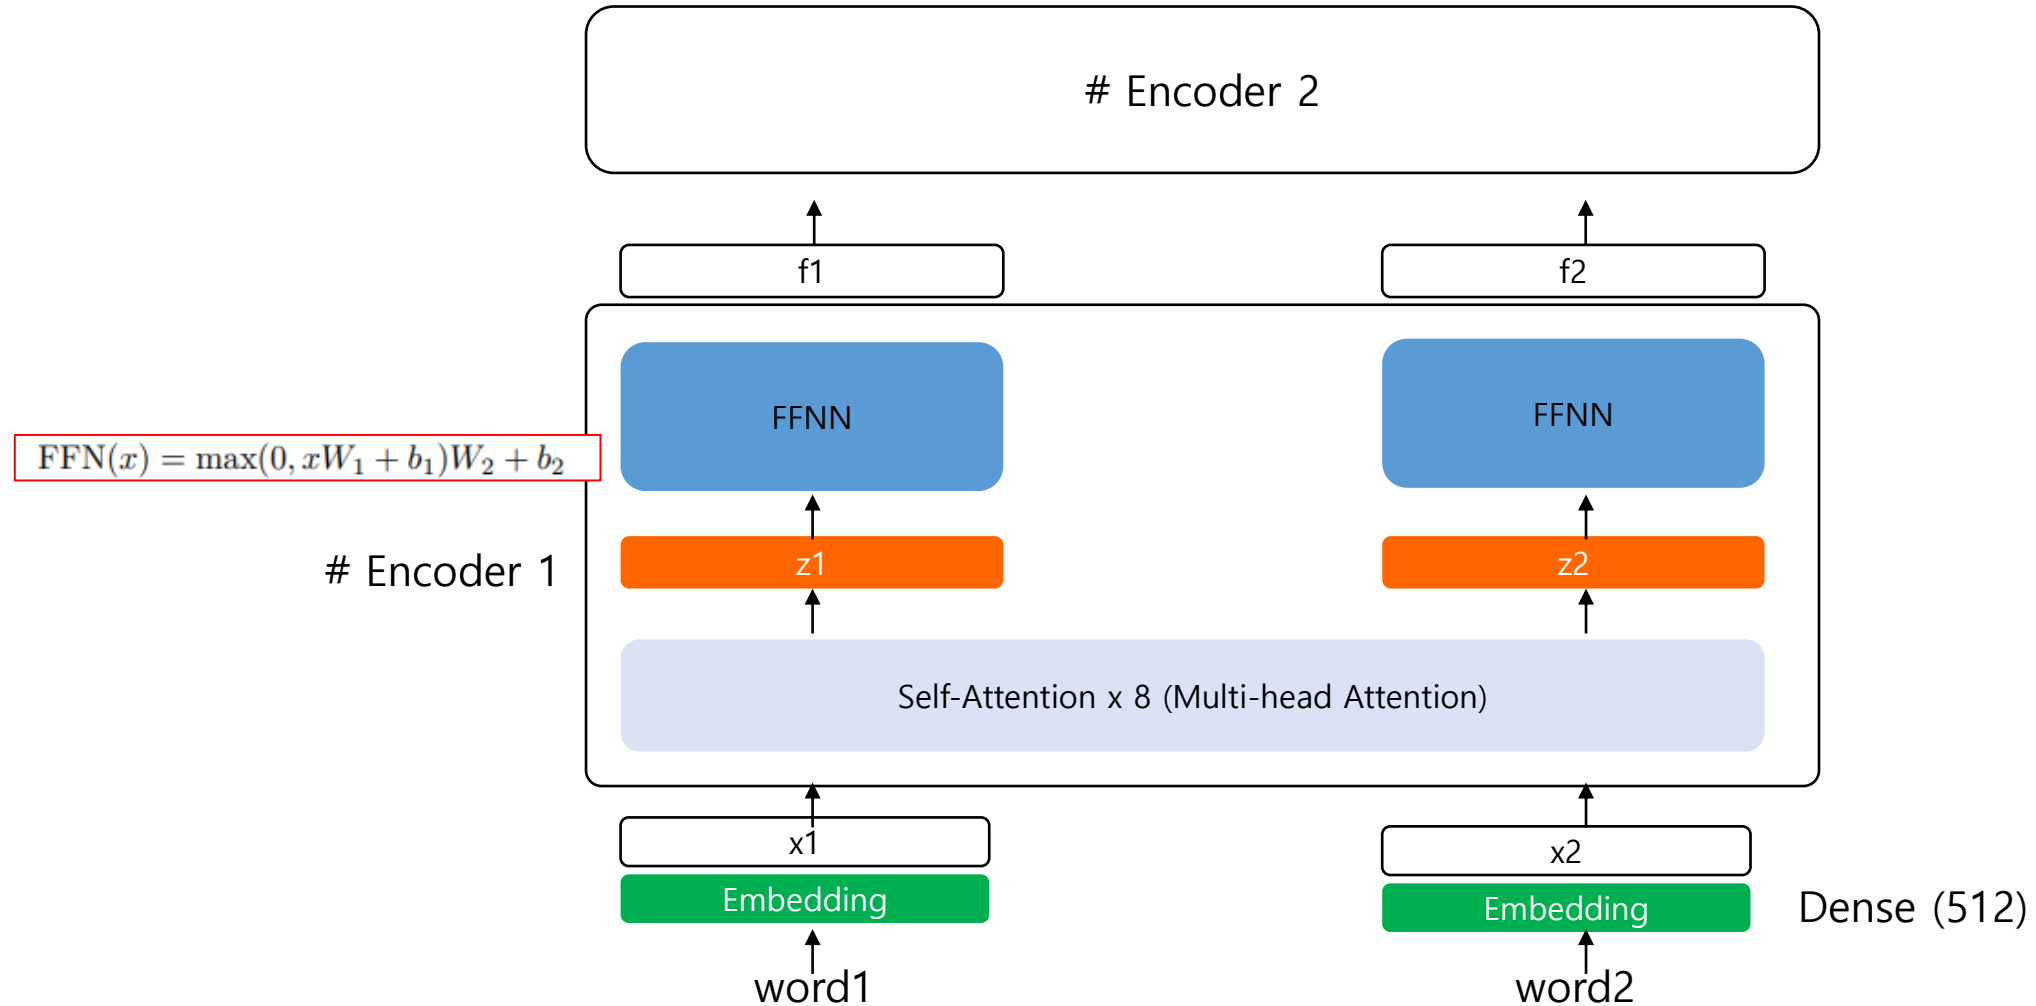 # Encoder 2
f1
f2
FFNN
FFNN
FFN(x) = max(0, xW₁ + b₁)W₂ + b₂
# Encoder 1
z1
z2
Self-Attention x 8 (Multi-head Attention)
x1
x2
Embedding
Embedding
Dense (512)
word1
word2